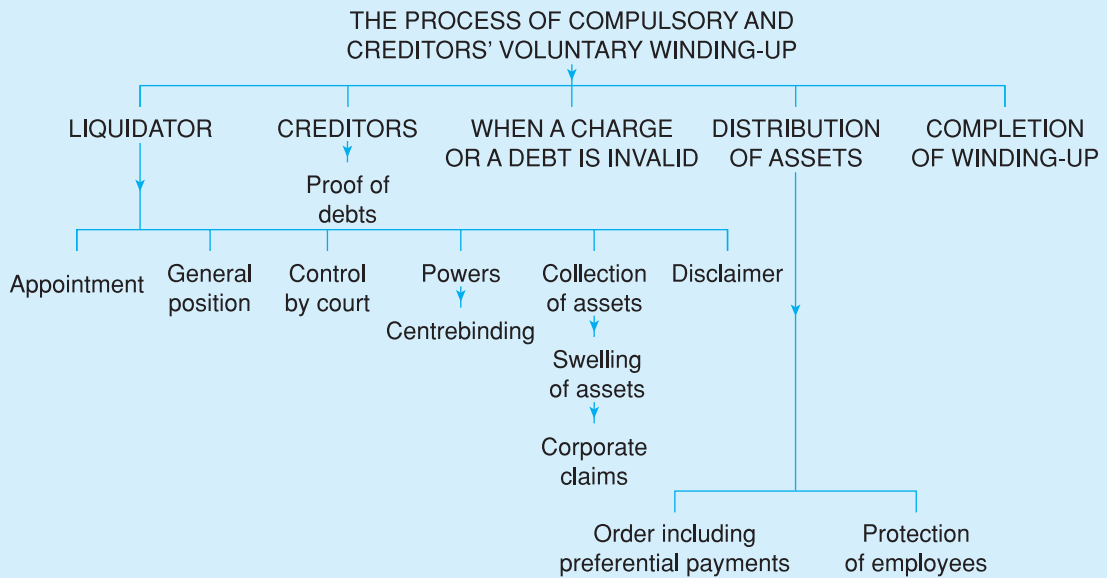 THE PROCESS OF COMPULSORY AND
CREDITORS’ VOLUNTARY WINDING-UP
LIQUIDATOR
CREDITORS
WHEN A CHARGE
OR A DEBT IS INVALID
DISTRIBUTION
OF ASSETS
COMPLETION
OF WINDING-UP
Proof of
debts
Appointment
General
position
Control
by court
Powers
Centrebinding
Collection
of assets
Swelling
of assets
Corporate
claims
Disclaimer
Order including
preferential payments
Protection
of employees